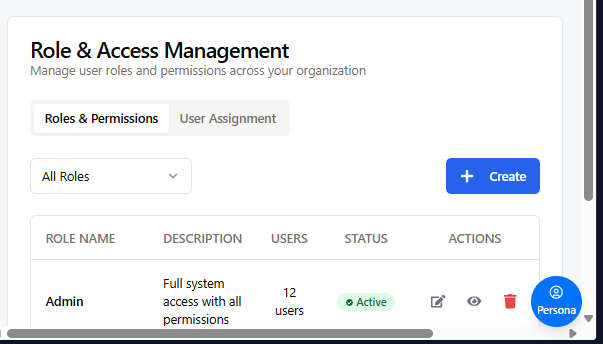 Role & Access Management
Manage user roles and permissions across your organization
Roles & Permissions User Assignment
All Roles
Create
ROLE NAME DESCRIPTION USERS STATUS ACTIONS
Admin
Full system
access with all
permissions
12
users
Active
Persona